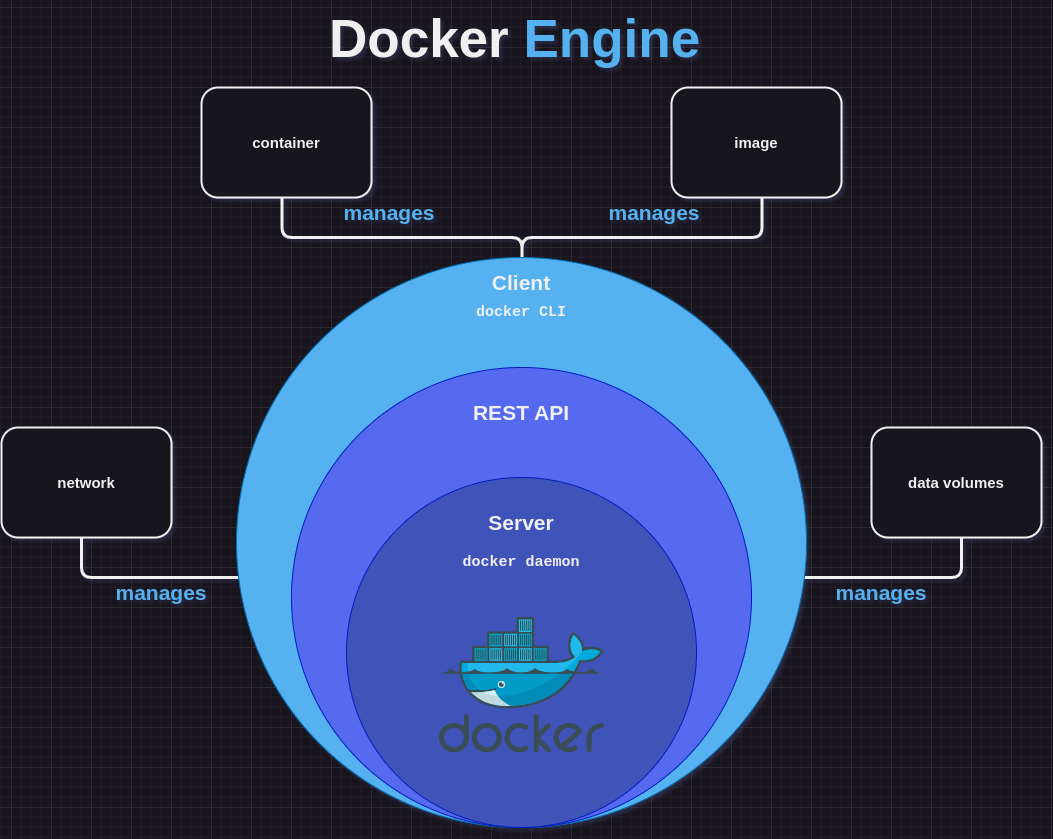 Docker Engine
container
image
manages
manages
Client
docker CLI
REST API
network
data volumes
Server
docker daemon
manages
manages
docker